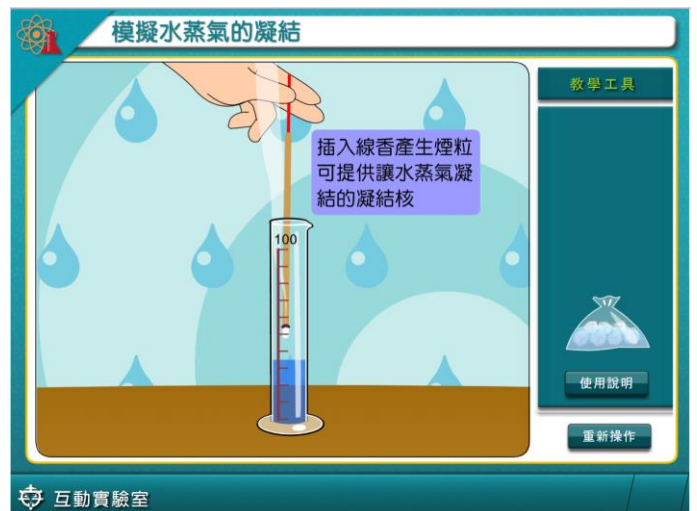 模擬水蒸氣的凝結
教學工具
插入線香產生煙粒
可提供讓水蒸氣凝
結的凝結核
100
使用說明
重新操作
互動實驗室